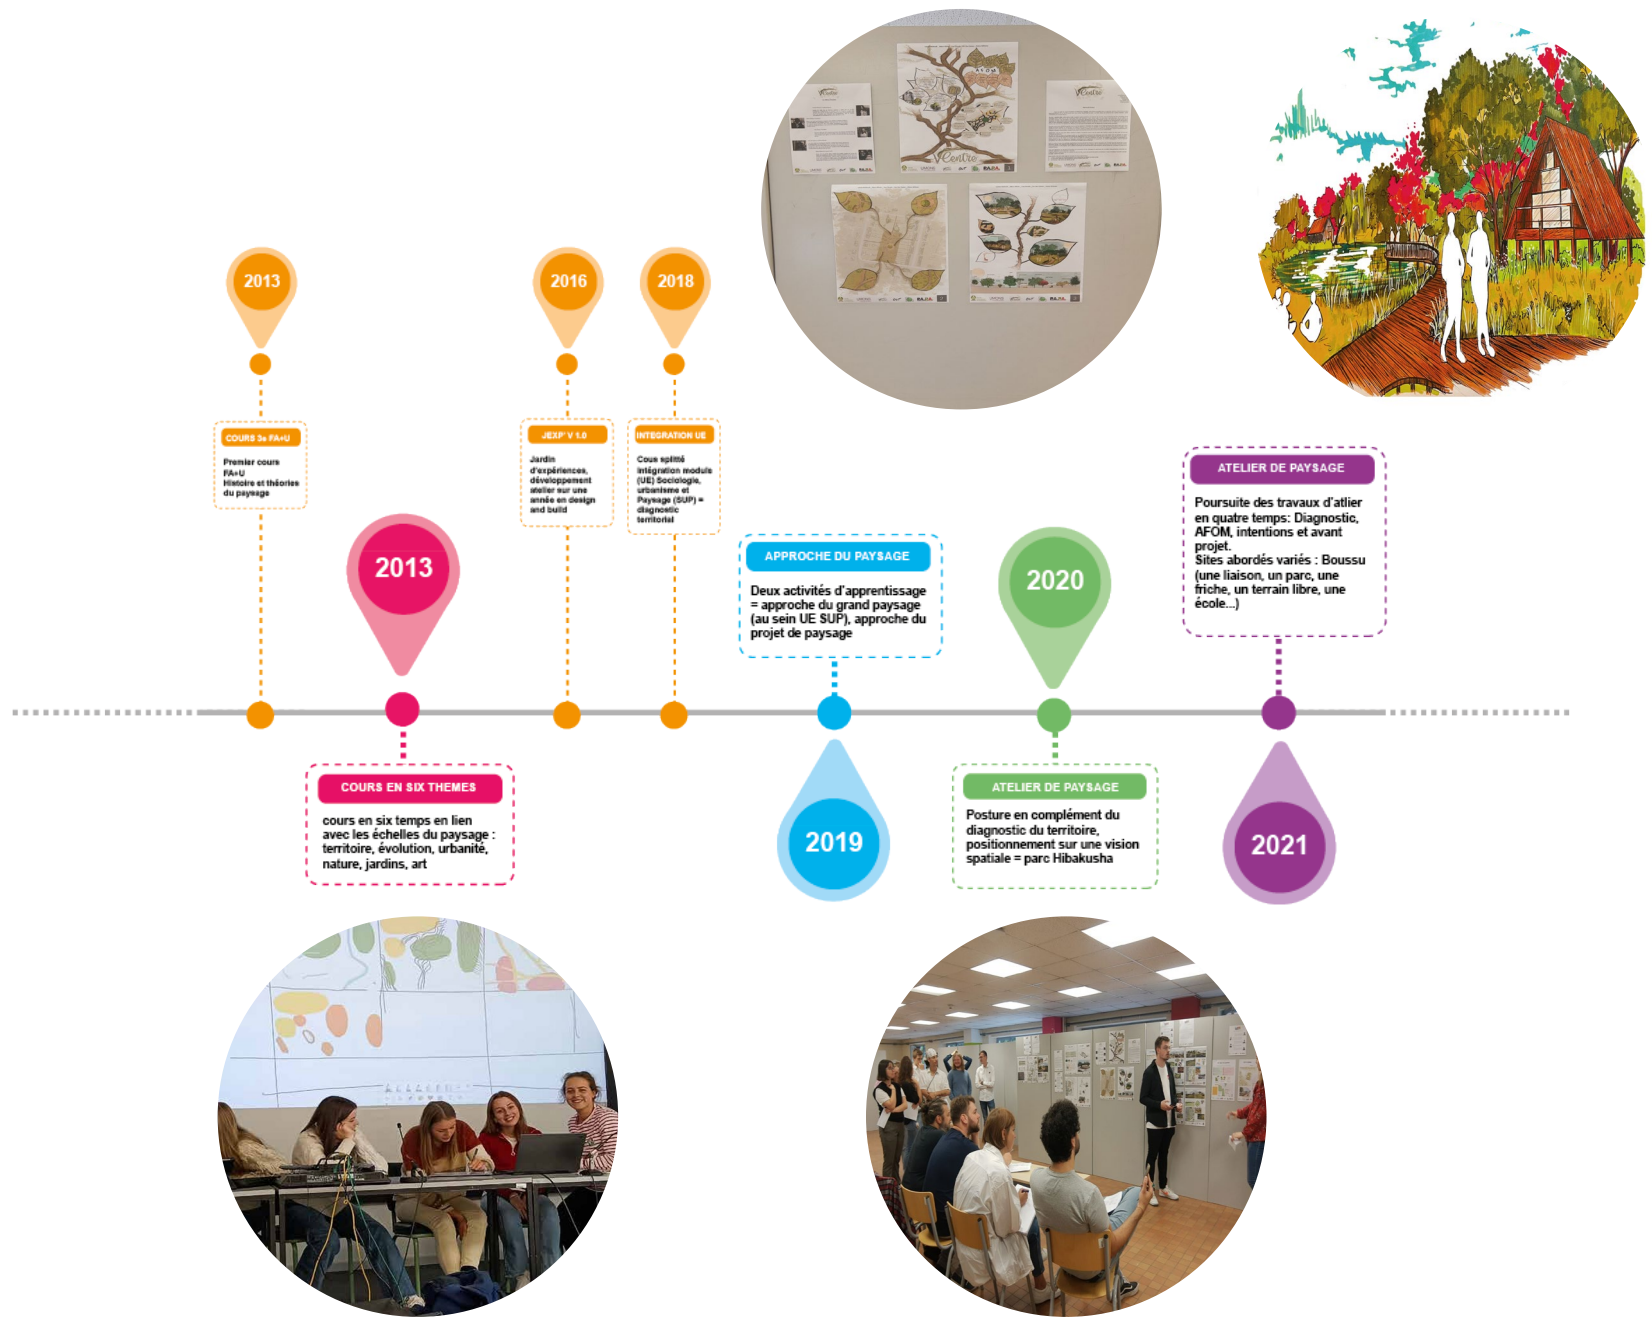 2013
COURS 3e FA+U
Premier cours
FA+U
Histoire et théories
du paysage
2013
COURS EN SIX THEMES
cours en six temps en lien
avec les échelles du paysage :
territoire, évolution, urbanité,
nature, jardins, art
2016
JEXP' V 1.0
Jardin
d'expériences,
développement
atelier sur une
année en design
and build
2018
INTEGRATION UE
Cous splitté
intégration module
(UE) Sociologie,
urbanisme et
Paysage (SUP) =
diagnostic
territorial
APPROCHE DU PAYSAGE
Deux activités d'apprentissage
= approche du grand paysage
(au sein UE SUP), approche du
projet de paysage
2019
2020
ATELIER DE PAYSAGE
Posture en complément du
diagnostic du territoire,
positionnement sur une vision
spatiale = parc Hibakusha
ATELIER DE PAYSAGE
Poursuite des travaux d'atlier
en quatre temps: Diagnostic,
AFOM, intentions et avant
projet.
Sites abordés variés : Boussu
(une liaison, un parc, une
friche, un terrain libre, une
école...)
2021
VCentre